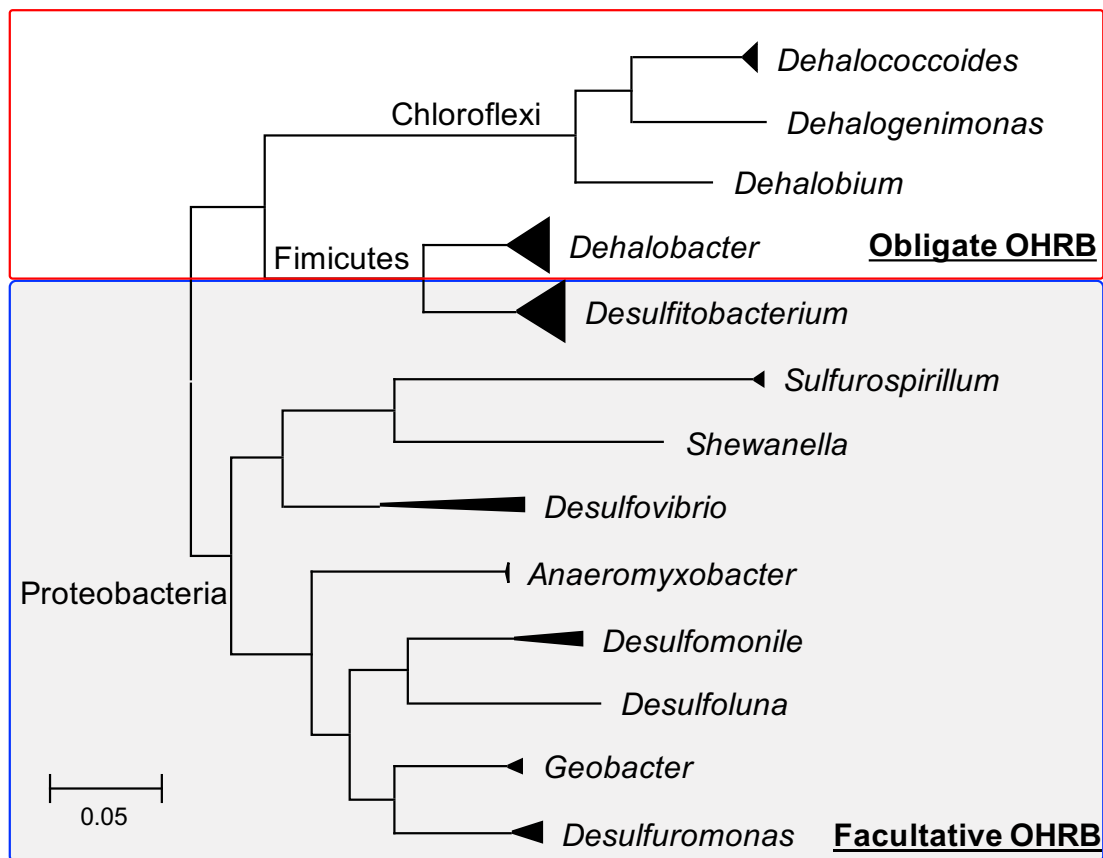 Dehalococcoides
Chloroflexi
Dehalogenimonas
Dehalobium
Dehalobacter
Obligate OHRB
Fimicutes
Desulfitobacterium
Sulfurospirillum
Shewanella
Desulfovibrio
Anaeromyxobacter
Proteobacteria
Desulfomonile
Desulfoluna
Geobacter
0.05
Desulfuromonas
Facultative OHRB